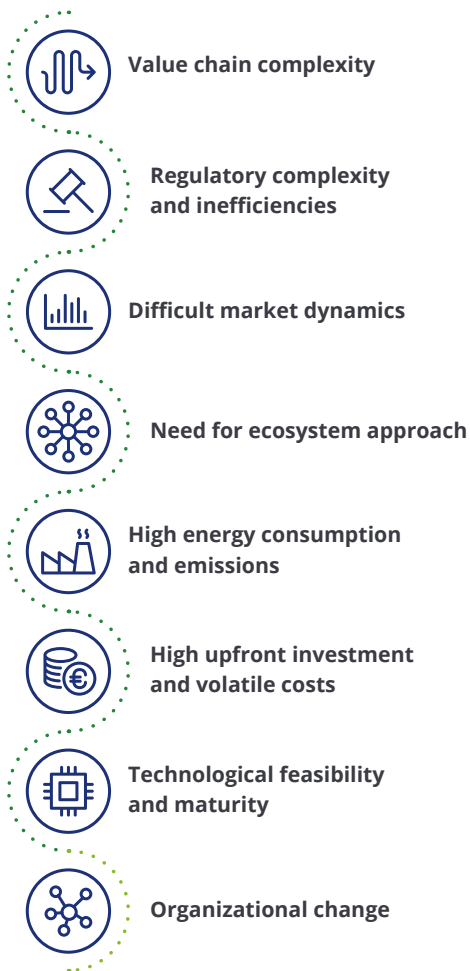 Value chain complexity
Regulatory complexity
and inefficiencies
Difficult market dynamics
Need for ecosystem approach
High energy consumption
and emissions
High upfront investment
and volatile costs
€
Technological feasibility
and maturity
Organizational change